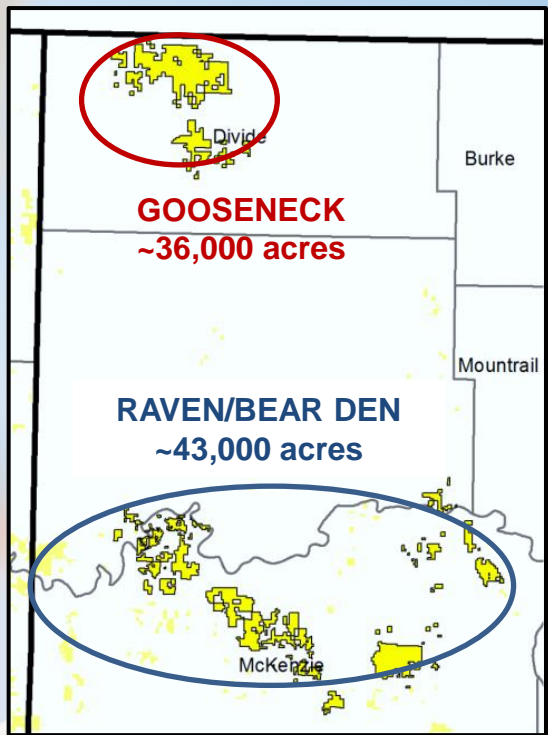 Divide
Burke
GOOSENECK
~36,000 acres
Mountrail
RAVEN/BEAR DEN
~43,000 acres
McKenzie